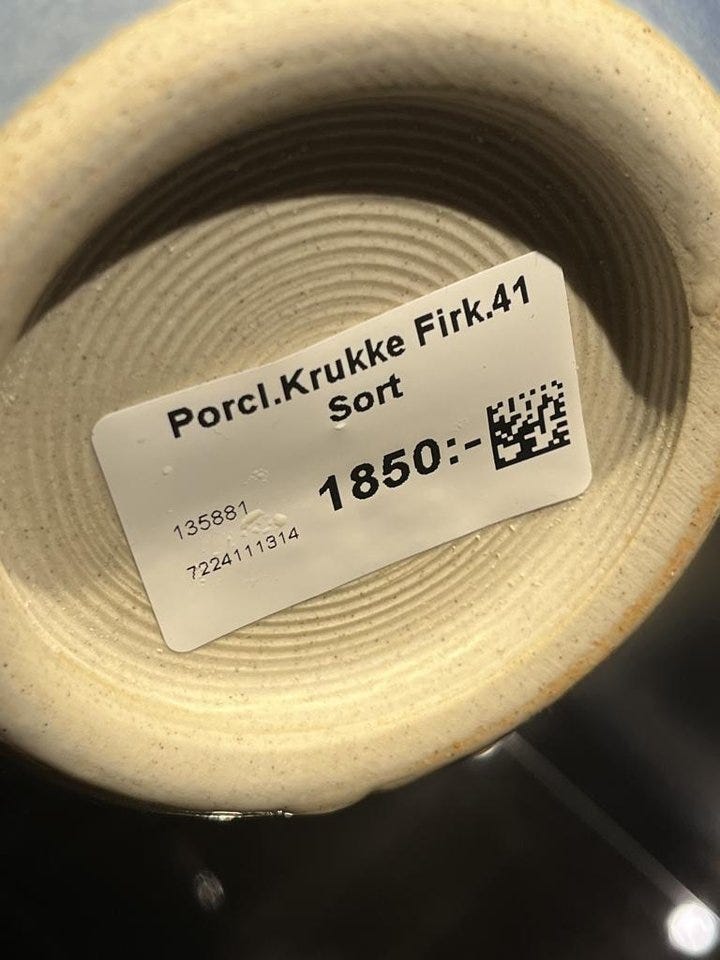 Porcl.Krukke Firk.41
Sort
1850:-
135881
7224111314